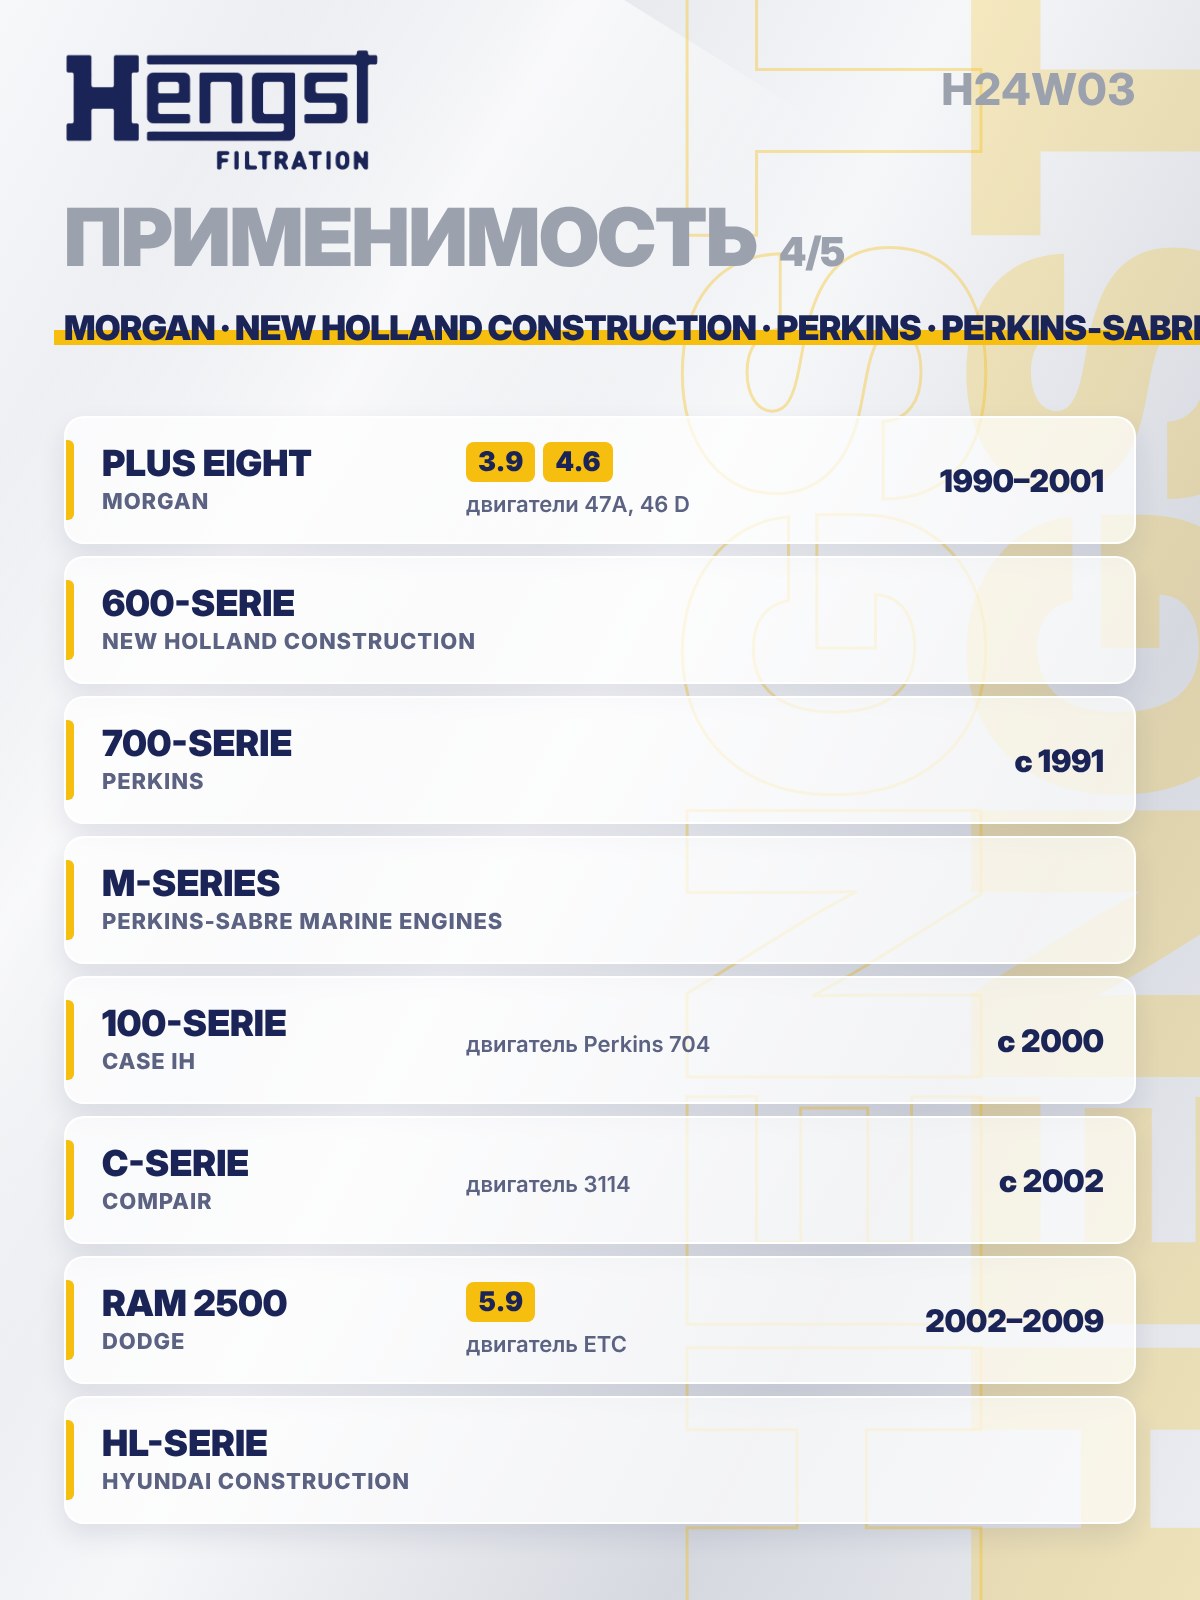 Hengst
FILTRATION
H24W03
ПРИМЕНИМОСТЬ 4/5
MORGAN · NEW HOLLAND CONSTRUCTION · PERKINS · PERKINS-SABRE
PLUS EIGHT
MORGAN
3.9 4.6
двигатели 47A, 46 D
1990–2001
600-SERIE
NEW HOLLAND CONSTRUCTION
700-SERIE
PERKINS
с 1991
M-SERIES
PERKINS-SABRE MARINE ENGINES
100-SERIE
CASE IH
двигатель Perkins 704
с 2000
C-SERIE
COMPAIR
двигатель 3114
с 2002
RAM 2500
DODGE
5.9
двигатель ETC
2002–2009
HL-SERIE
HYUNDAI CONSTRUCTION
HENGST
HENGST